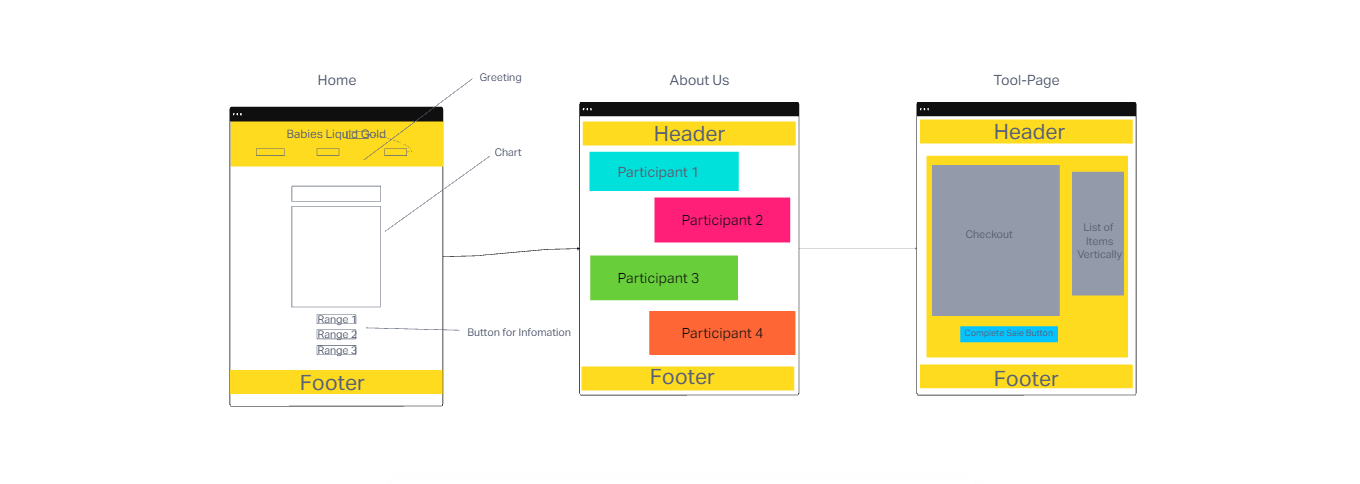 Home
Greeting
Babies Liquid Gold
Chart
Range 1
Range 2
Range 3
Button for Infomation
Footer
About Us
Header
Participant 1
Participant 2
Participant 3
Participant 4
Footer
Tool-Page
Header
Checkout
List of
Items
Vertically
Complete Sale Button
Footer